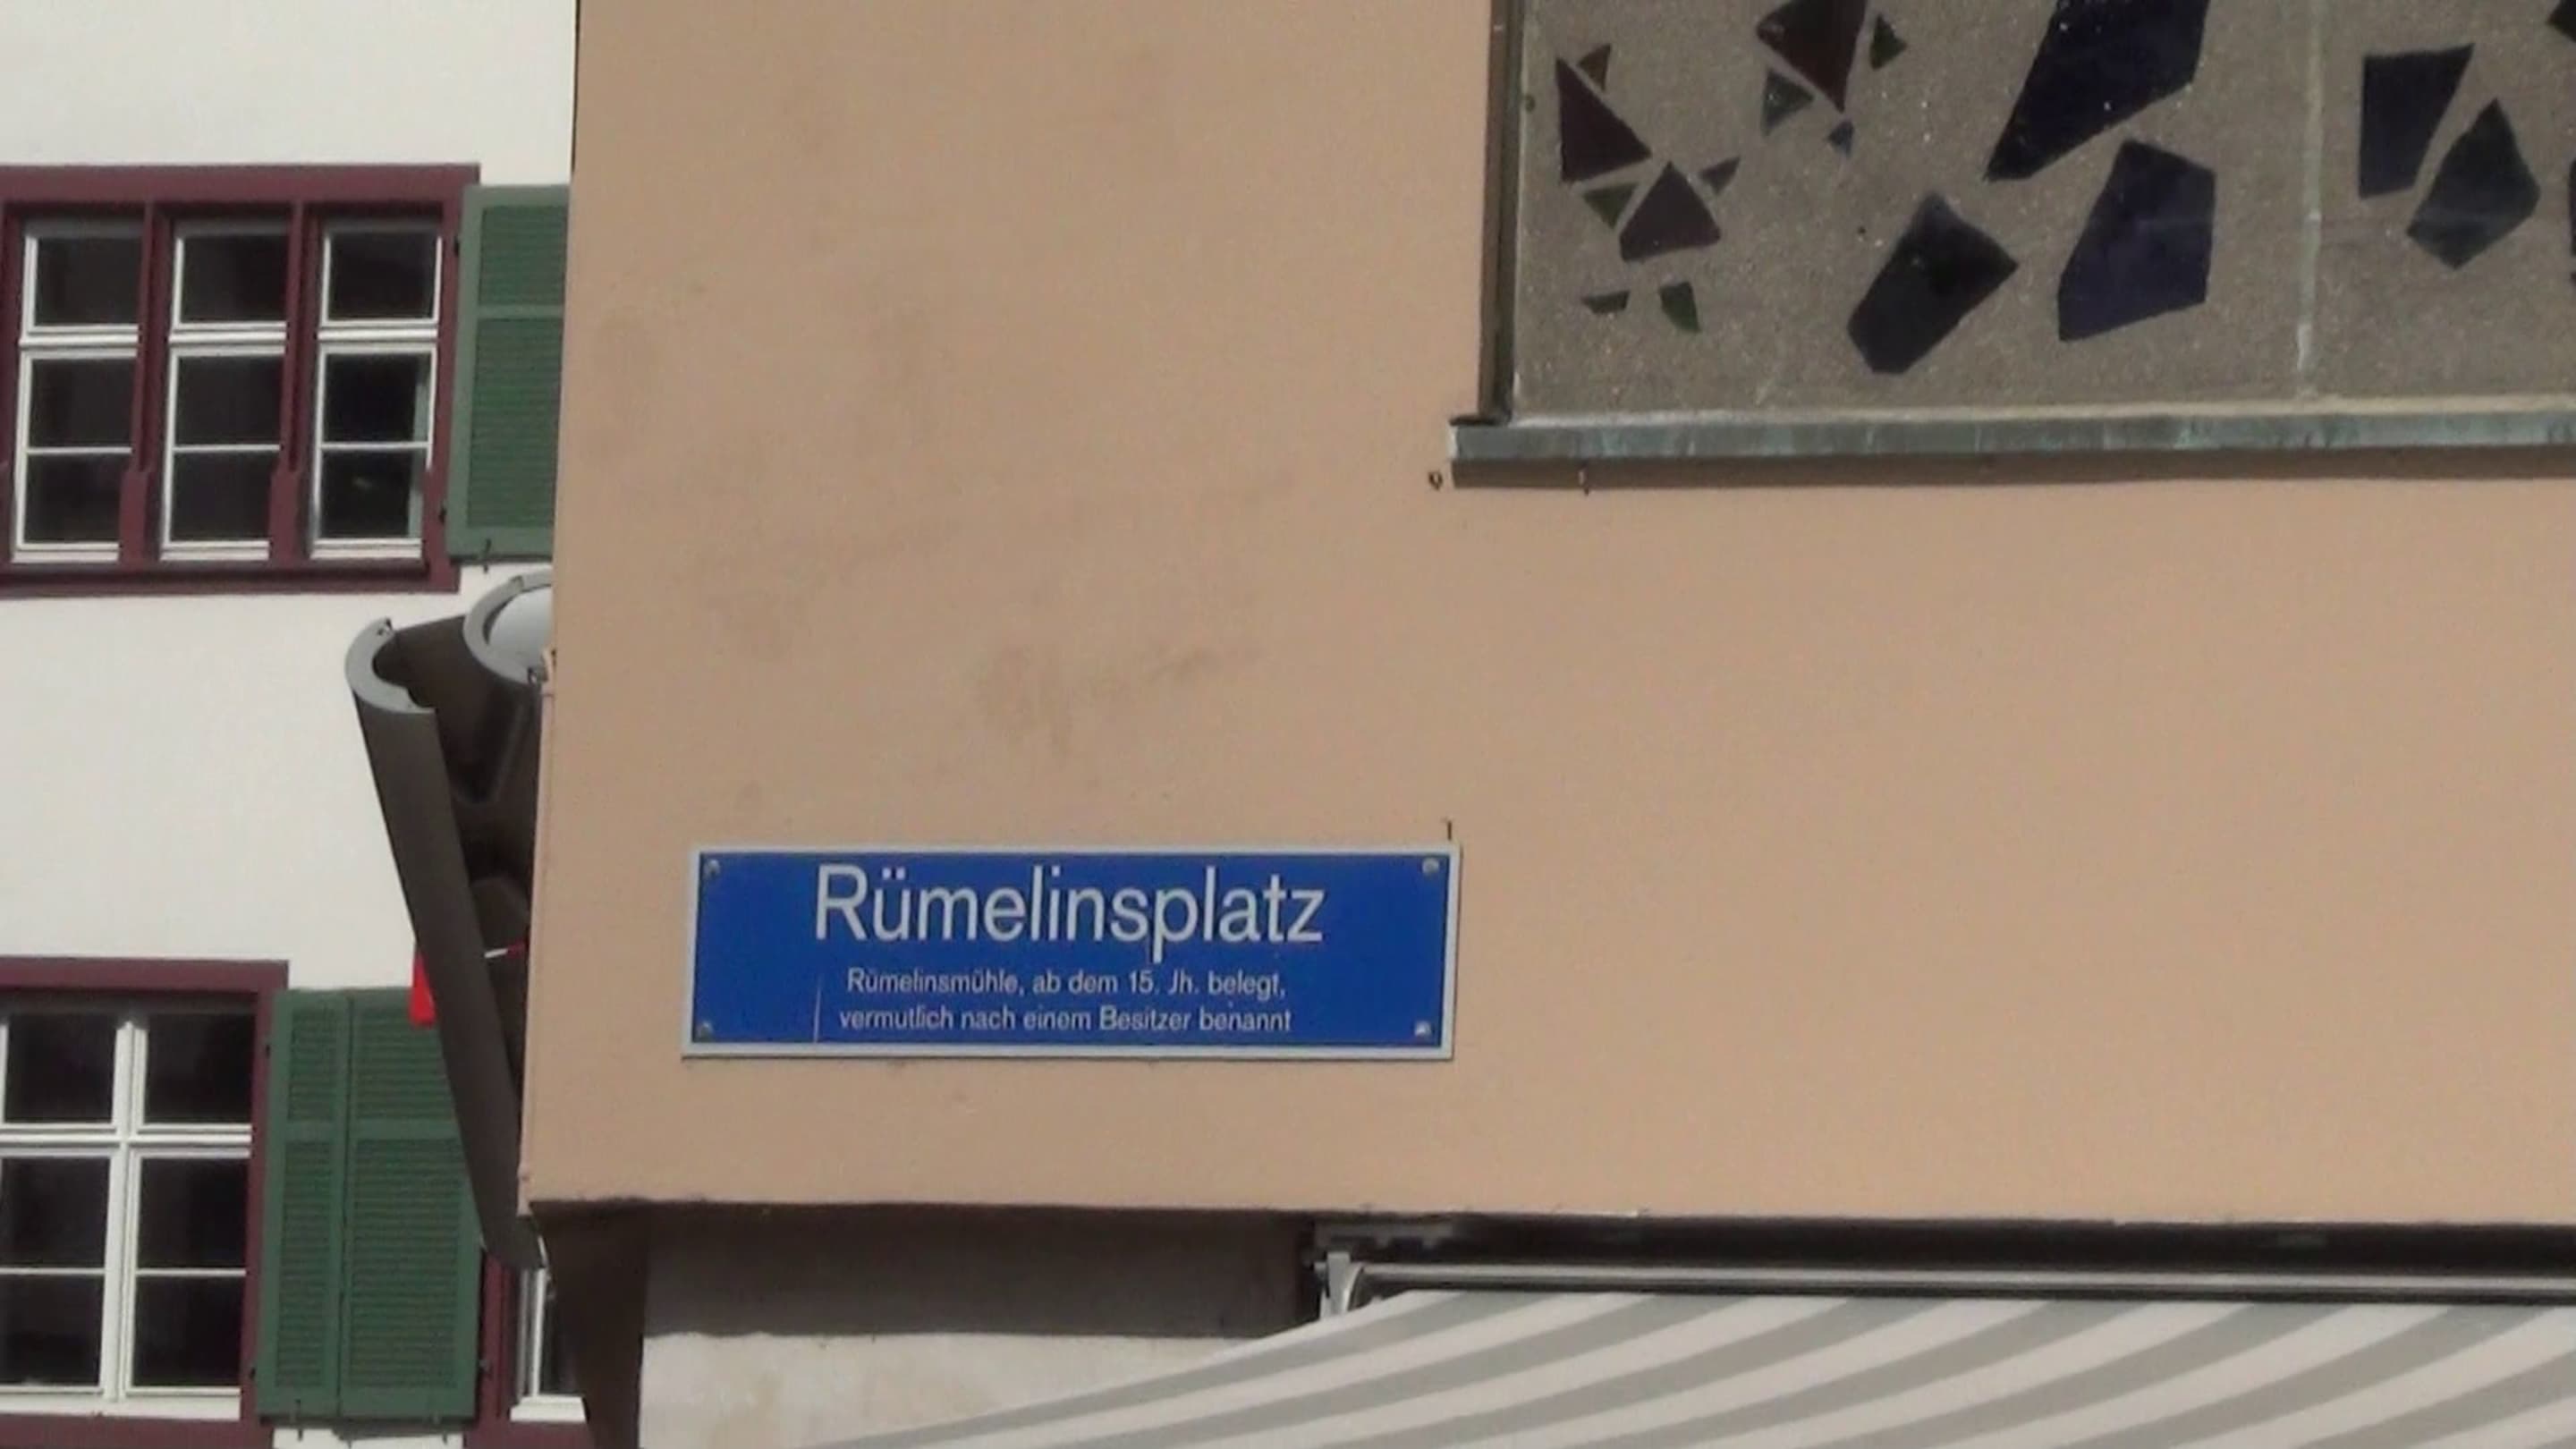 Rümelinsplatz
Rümelinsmühle, ab dem 15. Jh. belegt,
vermutlich nach einem Besitzer benannt